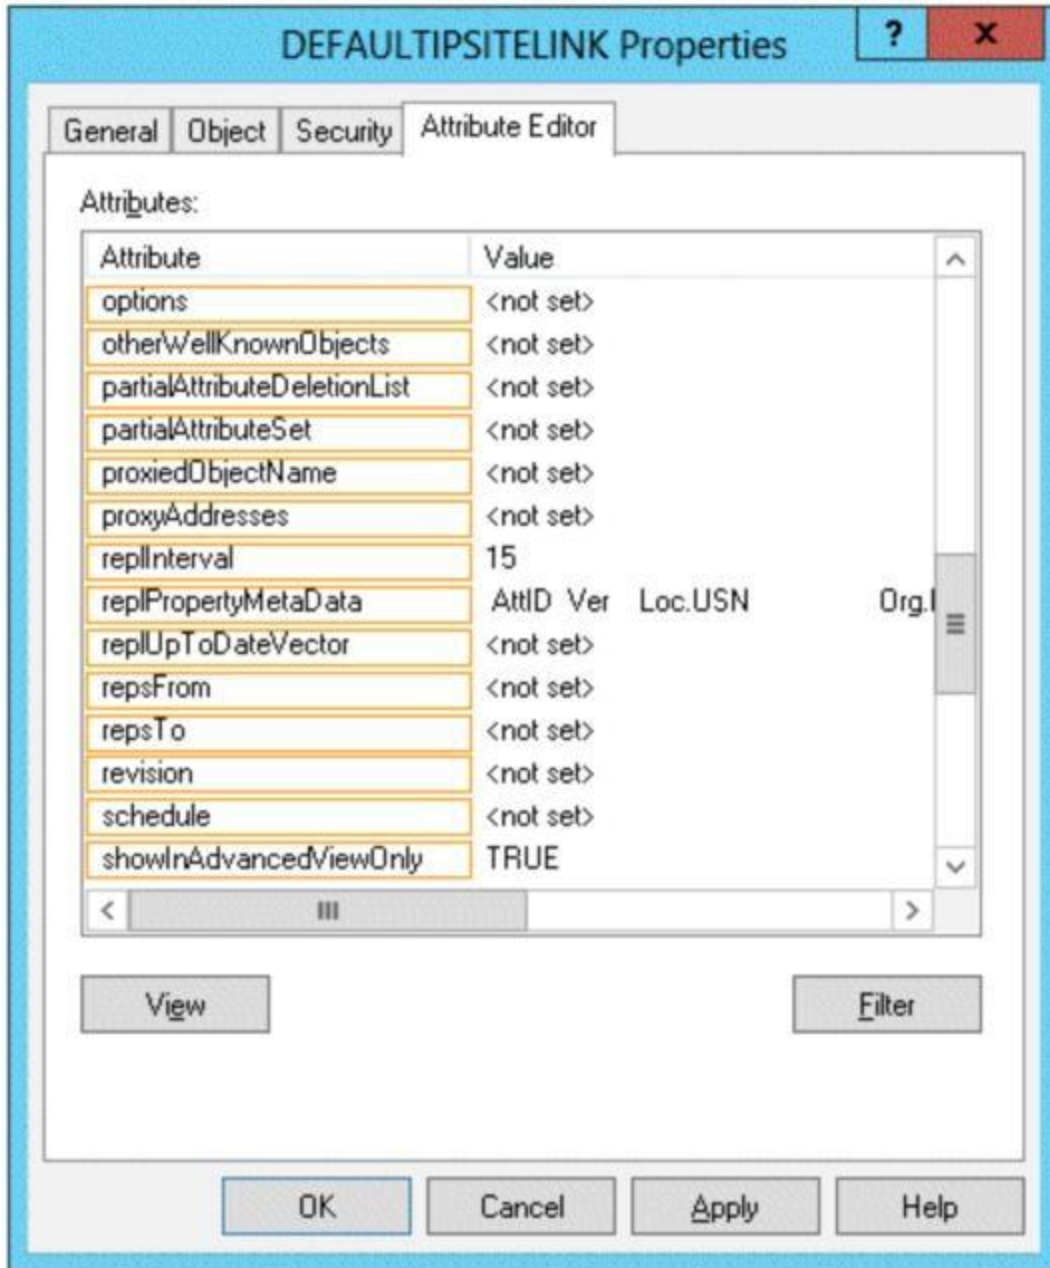 DEFAULTIPSITELINK Properties ? x
General Object Security Attribute Editor
Attributes:
Attribute Value
options <not set>
otherWellKnownObjects <not set>
partialAttributeDeletionList <not set>
partialAttributeSet <not set>
proxiedObjectName <not set>
proxyAddresses <not set>
replInterval 15
replPropertyMetaData AttID Ver Loc.USN
replUpToDateVector <not set>
repsFrom <not set>
repsTo <not set>
revision <not set>
schedule <not set>
showInAdvancedViewOnly TRUE
View Filter
OK Cancel Apply Help